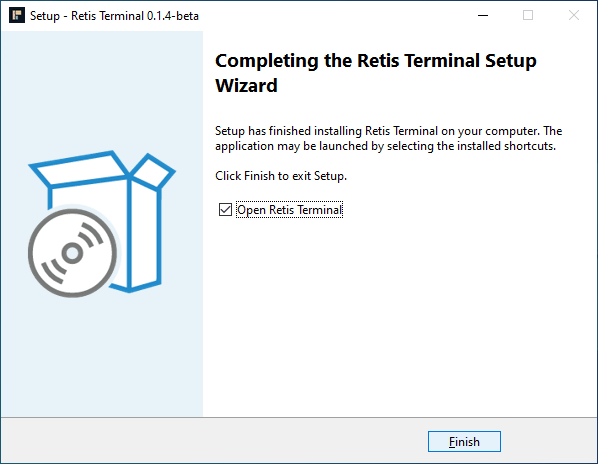 Setup - Retis Terminal 0.1.4-beta
Completing the Retis Terminal Setup
Wizard
Setup has finished installing Retis Terminal on your computer. The
application may be launched by selecting the installed shortcuts.
Click Finish to exit Setup.
Open Retis Terminal
Finish